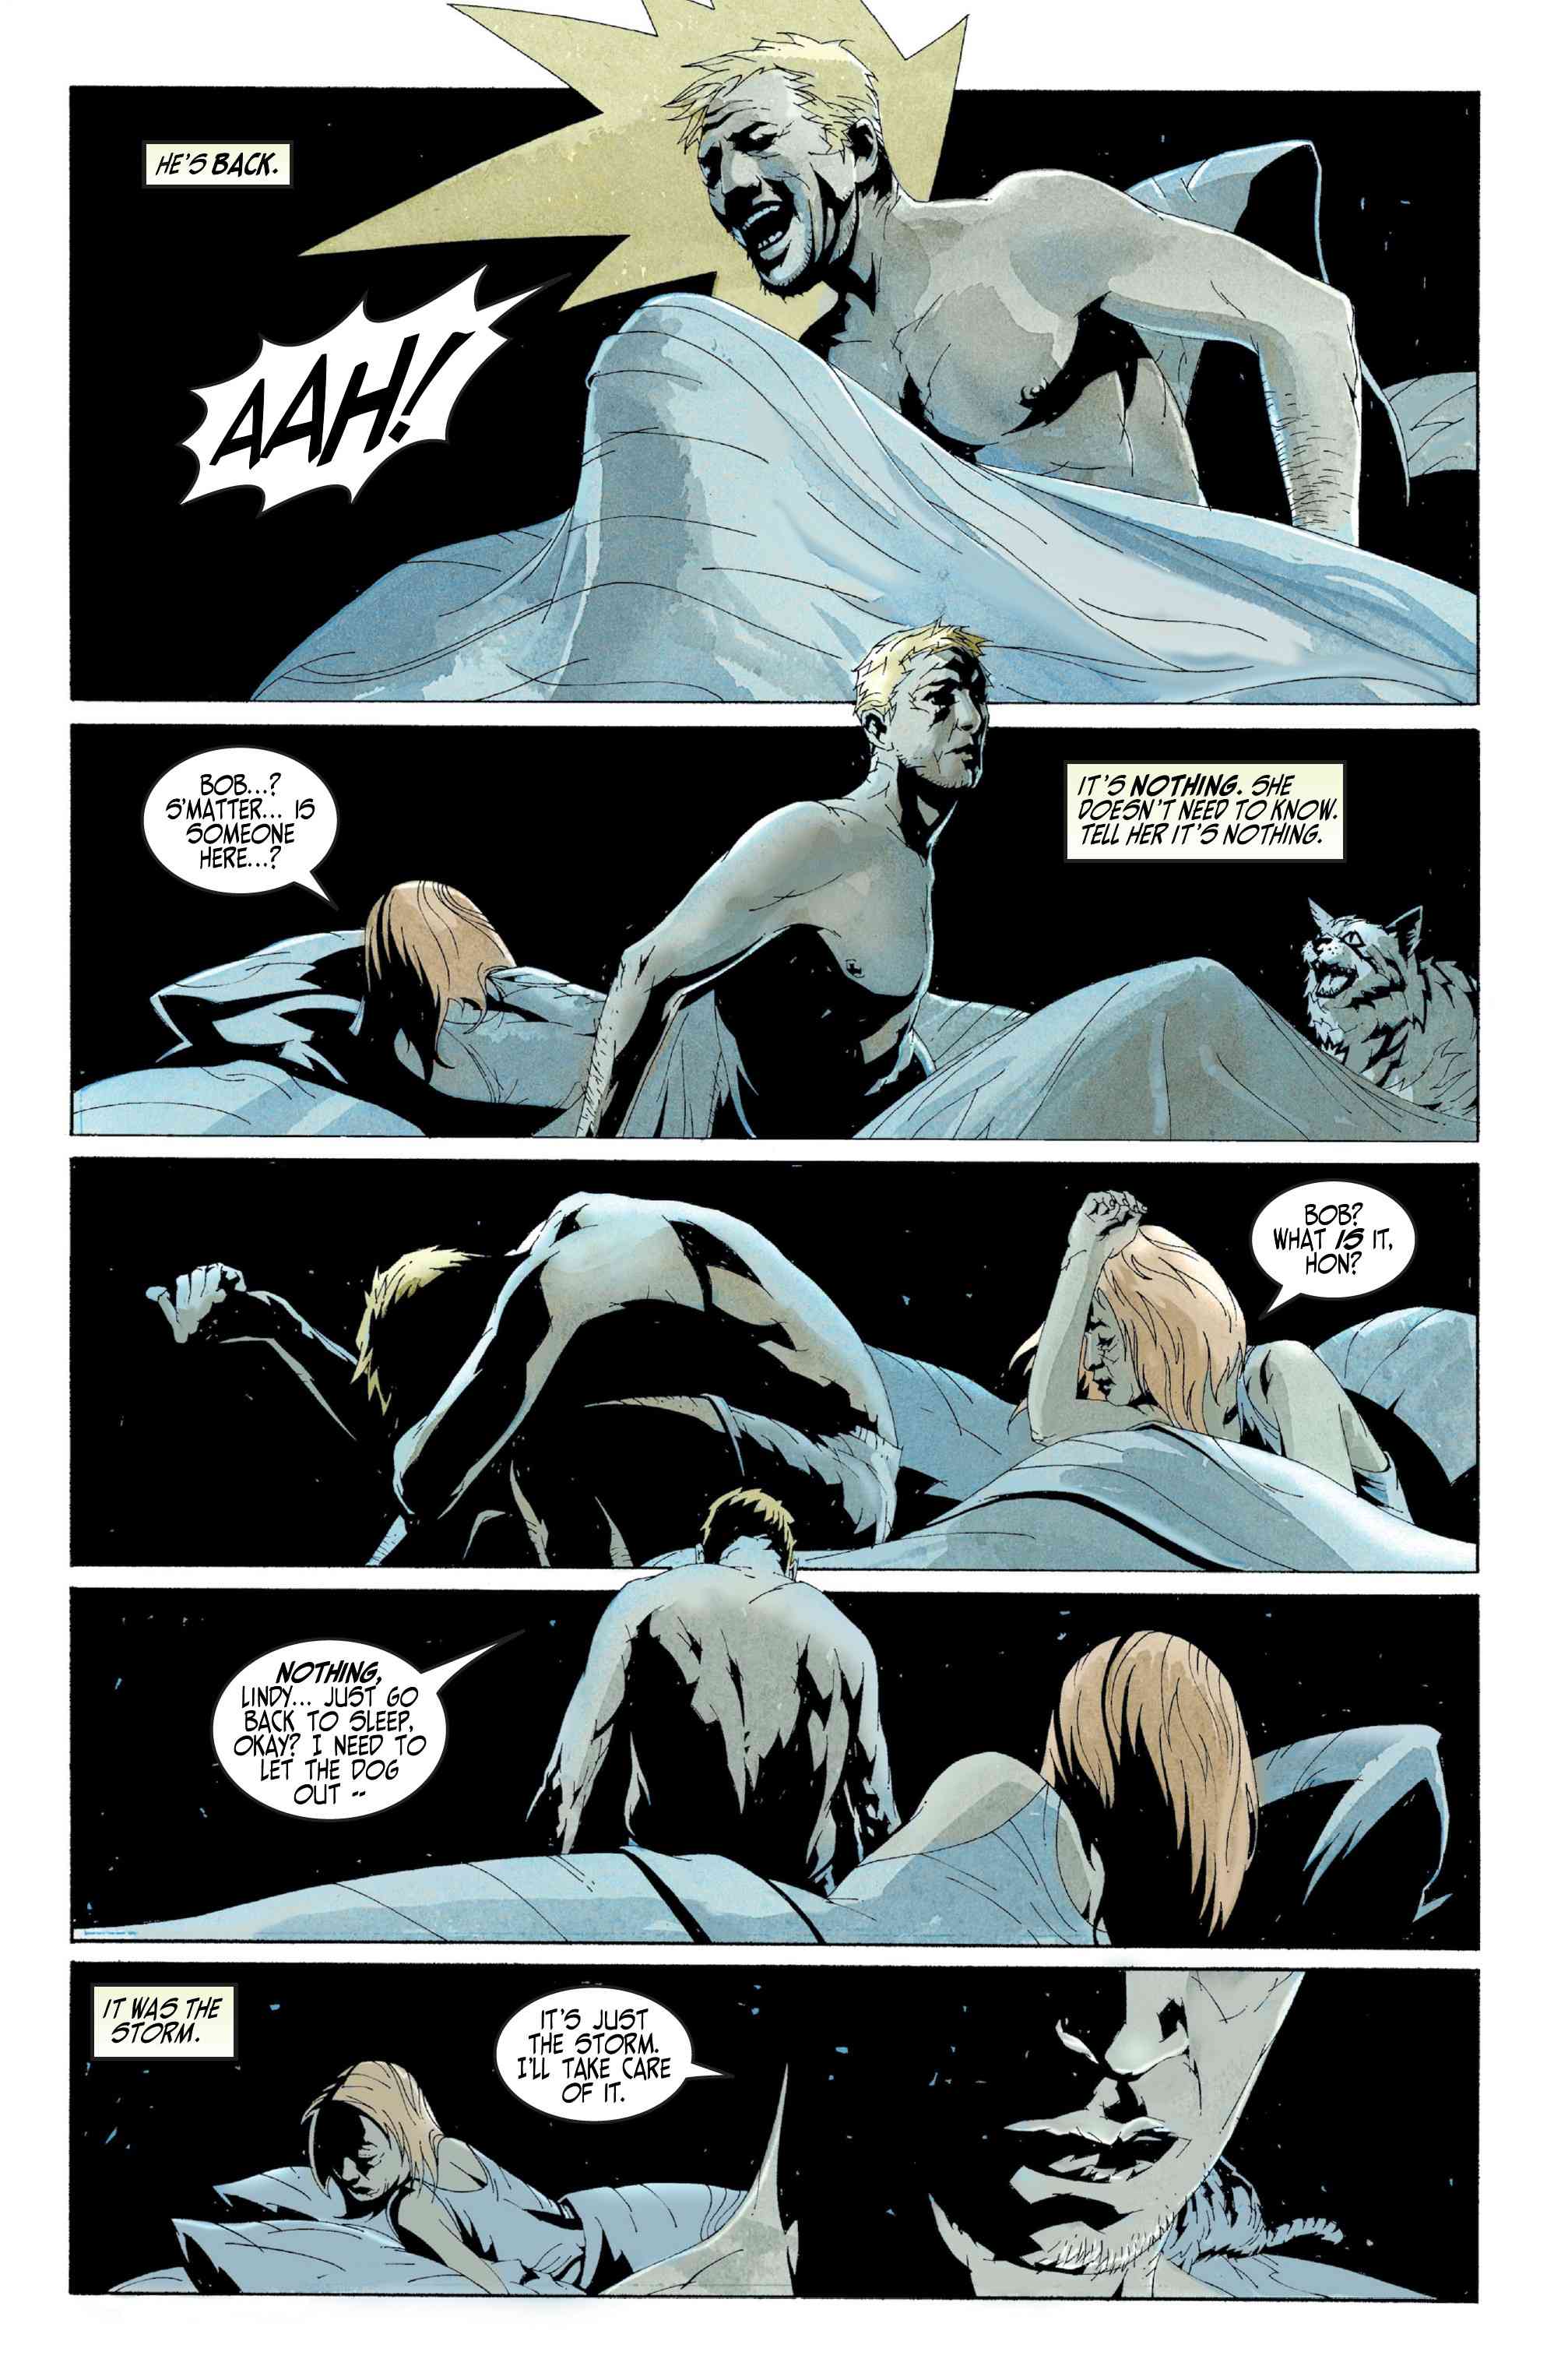 HE'S BACK.
AAH!
BOB...?
S'MATTER... IS
SOMEONE
HERE...?
IT'S NOTHING. SHE
DOESN'T NEED TO KNOW.
TELL HER IT'S NOTHING.
BOB?
WHAT IS IT,
HON?
NOTHING,
LINDY... JUST GO
BACK TO SLEEP,
OKAY? I NEED TO
LET THE DOG
OUT --
IT WAS THE
STORM.
IT'S JUST
THE STORM.
I'LL TAKE CARE
OF IT.